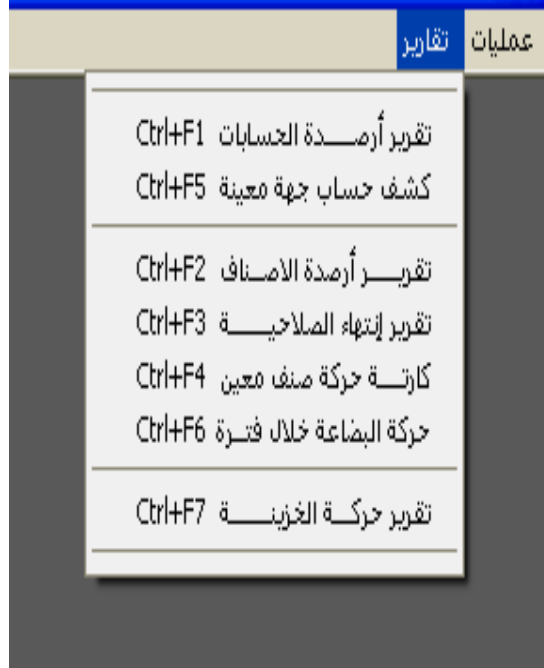 عمليات تقارير
تقرير أرصـــدة الحسابات Ctrl+F1
كشف حساب جهة معينة Ctrl+F5
تقريـــر أرصدة الاصــناف Ctrl+F2
تقرير إنتهاء الصلاحيـــــة Ctrl+F3
كارتــــة حركة صنف معين Ctrl+F4
حركة البضاعة خلال فتــرة Ctrl+F6
تقرير حركــة الخزينـــــة Ctrl+F7